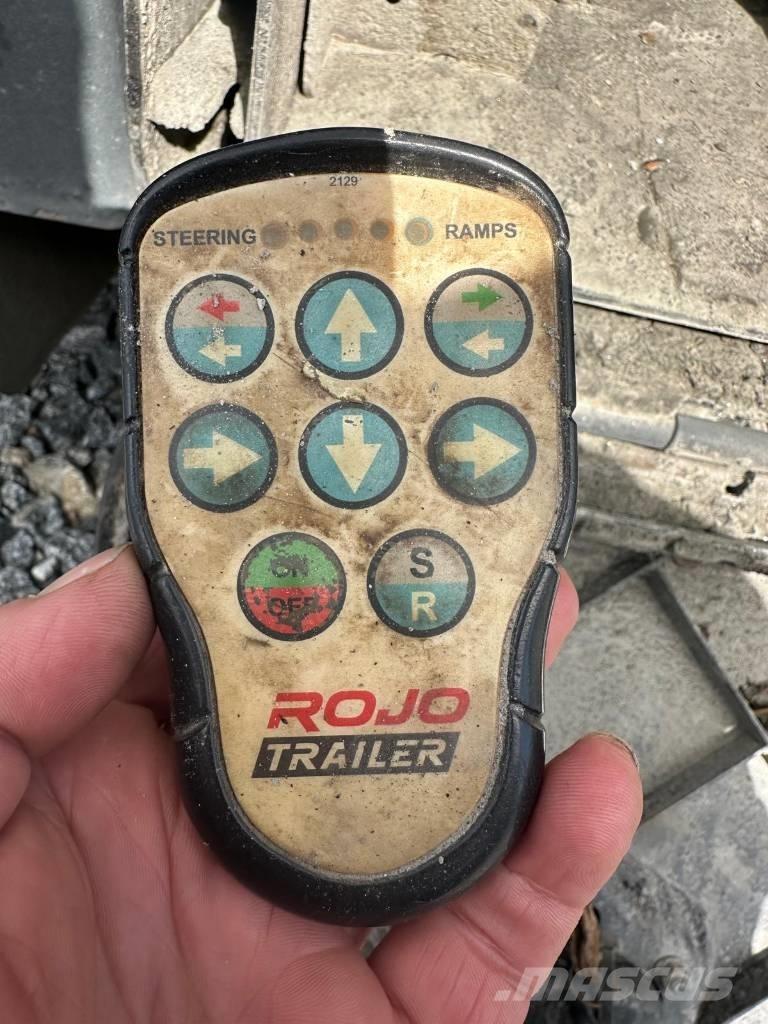 2129
STEERING RAMPS
ON
OFF
S
R
ROJO
TRAILER
MASCUS